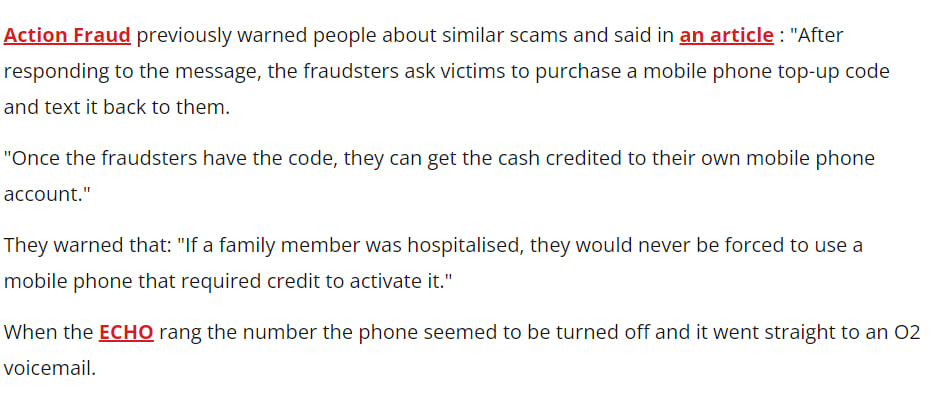 Action Fraud previously warned people about similar scams and said in an article : "After
responding to the message, the fraudsters ask victims to purchase a mobile phone top-up code
and text it back to them.
"Once the fraudsters have the code, they can get the cash credited to their own mobile phone
account."
They warned that: "If a family member was hospitalised, they would never be forced to use a
mobile phone that required credit to activate it."
When the ECHO rang the number the phone seemed to be turned off and it went straight to an O2
voicemail.